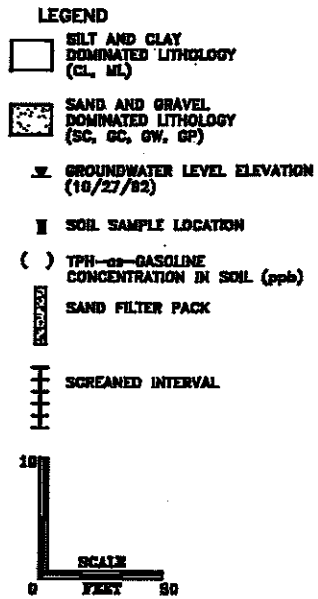 LEGEND
SILT AND CLAY
DOMINATED LITHOLOGY
(CL, ML)
SAND AND GRAVEL
DOMINATED LITHOLOGY
(SC, GC, GW, GP)
GROUNDWATER LEVEL ELEVATION
(10/27/92)
SOIL SAMPLE LOCATION
( ) TPH-as-GASOLINE
CONCENTRATION IN SOIL (ppb)
SAND FILTER PACK
SCREANED INTERVAL
10
SCALE
0 FEET 50